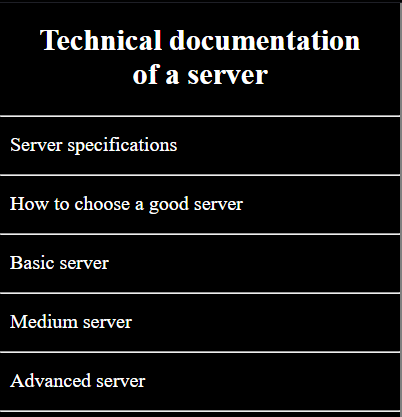 Technical documentation
of a server
Server specifications
How to choose a good server
Basic server
Medium server
Advanced server